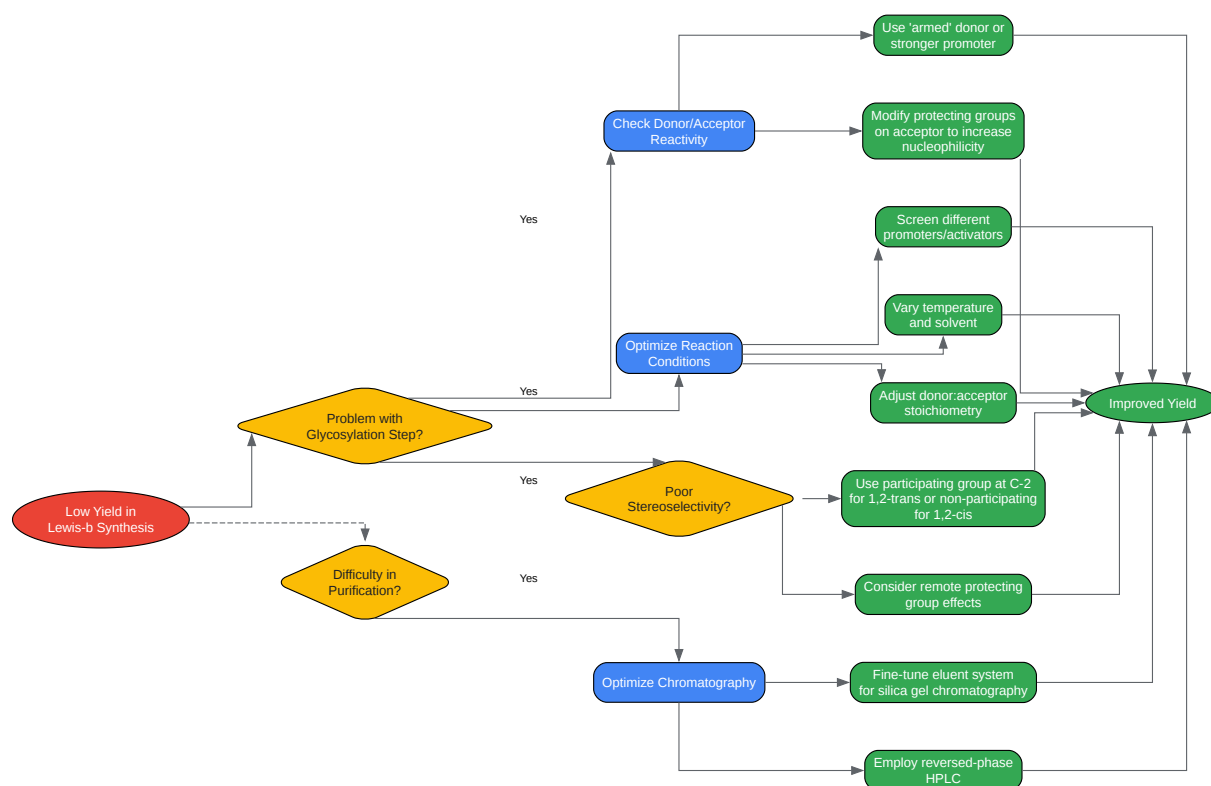 Use 'armed' donor or
stronger promoter
Check Donor/Acceptor
Reactivity
Modify protecting groups
on acceptor to increase
nucleophilicity
Yes
Screen different
promoters/activators
Vary temperature
and solvent
Optimize Reaction
Conditions
Yes
Adjust donor:acceptor
stoichiometry
Improved Yield
Problem with
Glycosylation Step?
Yes
Poor
Stereoselectivity?
Use participating group at C-2
for 1,2-trans or non-participating
for 1,2-cis
Low Yield in
Lewis-b Synthesis
Difficulty in
Purification?
Yes
Consider remote protecting
group effects
Optimize Chromatography
Fine-tune eluent system
for silica gel chromatography
Employ reversed-phase
HPLC